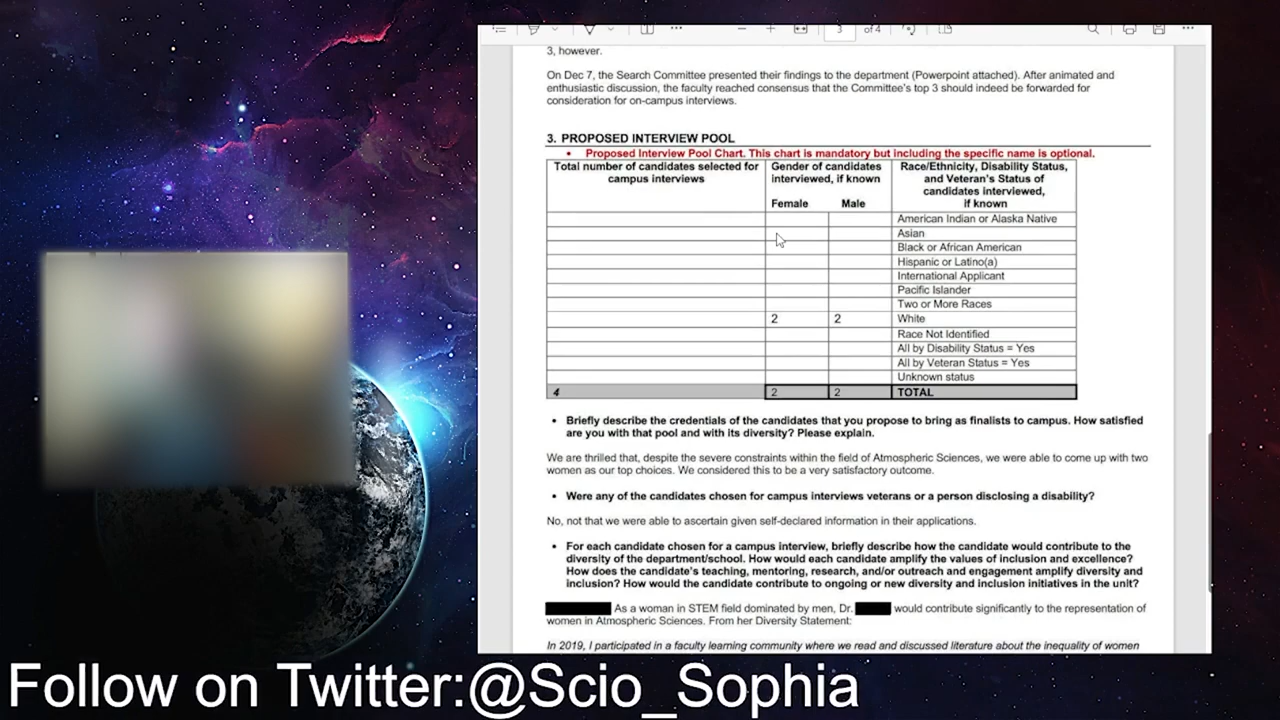 3 of 4
3, however.
On Dec 7, the Search Committee presented their findings to the department (Powerpoint attached). After animated and
enthusiastic discussion, the faculty reached consensus that the Committee's top 3 should indeed be forwarded for
consideration for on-campus interviews.
3. PROPOSED INTERVIEW POOL
• Proposed Interview Pool Chart. This chart is mandatory but including the specific name is optional.
Total number of candidates selected for
campus interviews
Gender of candidates
interviewed, if known
Female Male
Race/Ethnicity, Disability Status,
and Veteran's Status of
candidates interviewed,
if known
American Indian or Alaska Native
Asian
Black or African American
Hispanic or Latino(a)
International Applicant
Pacific Islander
Two or More Races
2 2 White
Race Not Identified
All by Disability Status = Yes
All by Veteran Status = Yes
Unknown status
4 2 2 TOTAL
• Briefly describe the credentials of the candidates that you propose to bring as finalists to campus. How satisfied
are you with that pool and with its diversity? Please explain.
We are thrilled that, despite the severe constraints within the field of Atmospheric Sciences, we were able to come up with two
women as our top choices. We considered this to be a very satisfactory outcome.
• Were any of the candidates chosen for campus interviews veterans or a person disclosing a disability?
No, not that we were able to ascertain given self-declared information in their applications.
• For each candidate chosen for a campus interview, briefly describe how the candidate would contribute to the
diversity of the department/school. How would each candidate amplify the values of inclusion and excellence?
How does the candidate's teaching, mentoring, research, and/or outreach and engagement amplify diversity and
inclusion? How would the candidate contribute to ongoing or new diversity and inclusion initiatives in the unit?
As a woman in STEM field dominated by men, Dr. would contribute significantly to the representation of
women in Atmospheric Sciences. From her Diversity Statement:
In 2019, I participated in a faculty learning community where we read and discussed literature about the inequality of women
Follow on Twitter:@Scio_Sophia